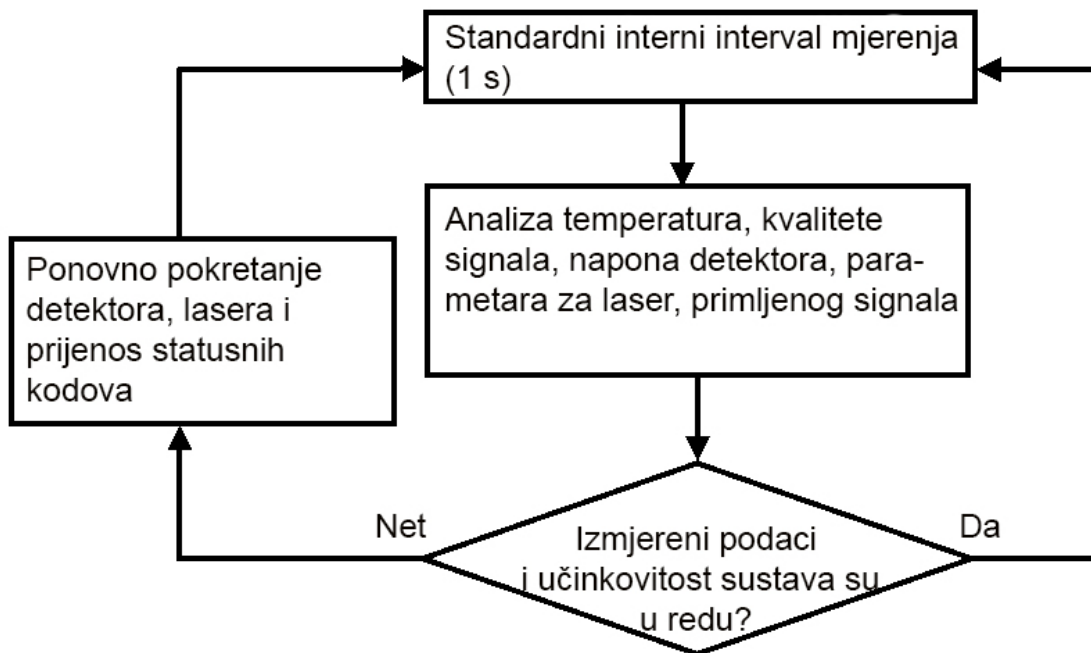 Standardni interni interval mjerenja
(1 s)
Analiza temperatura, kvalitete
signala, napona detektora, para-
metara za laser, primljenog signala
Ponovno pokretanje
detektora, lasera i
prijenos statusnih
kodova
Net
Izmjereni podaci
i učinkovitost sustava su
u redu?
Da